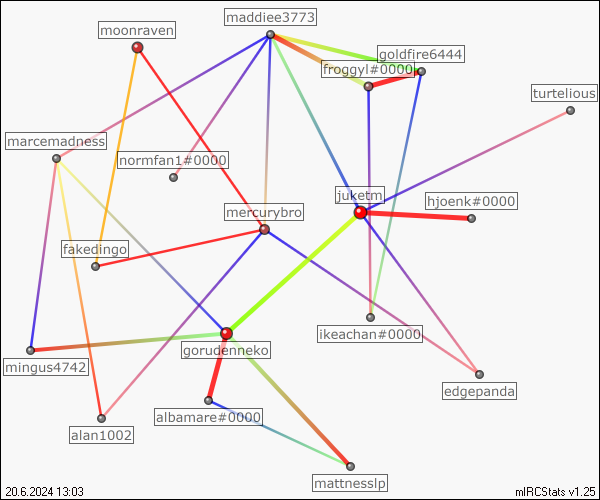 maddiee3773
moonraven
goldfire6444
froggyl#0000
turtelious
marcemadness
normfan1#0000
juketm
hjoenk#0000
mercurybro
fakedingo
ikeachan#0000
gorudenneko
mingus4742
edgepanda
albamare#0000
alan1002
mattnesslp
20.6.2024 13:03
mIRCStats v1.25